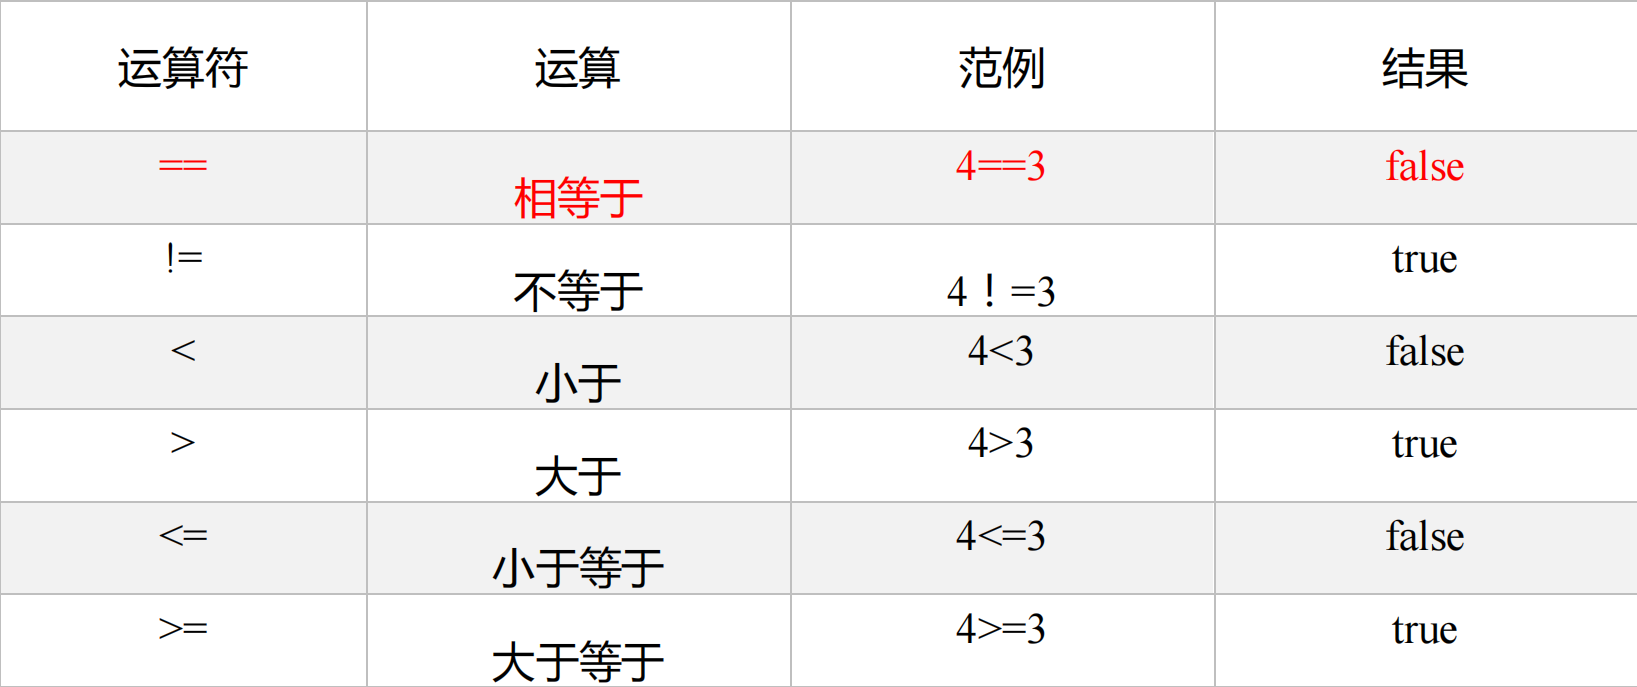 运算符 运算 范例 结果
== 相等于 4==3 false
!= 不等于 4！=3 true
< 小于 4<3 false
> 大于 4>3 true
<= 小于等于 4<=3 false
>= 大于等于 4>=3 true